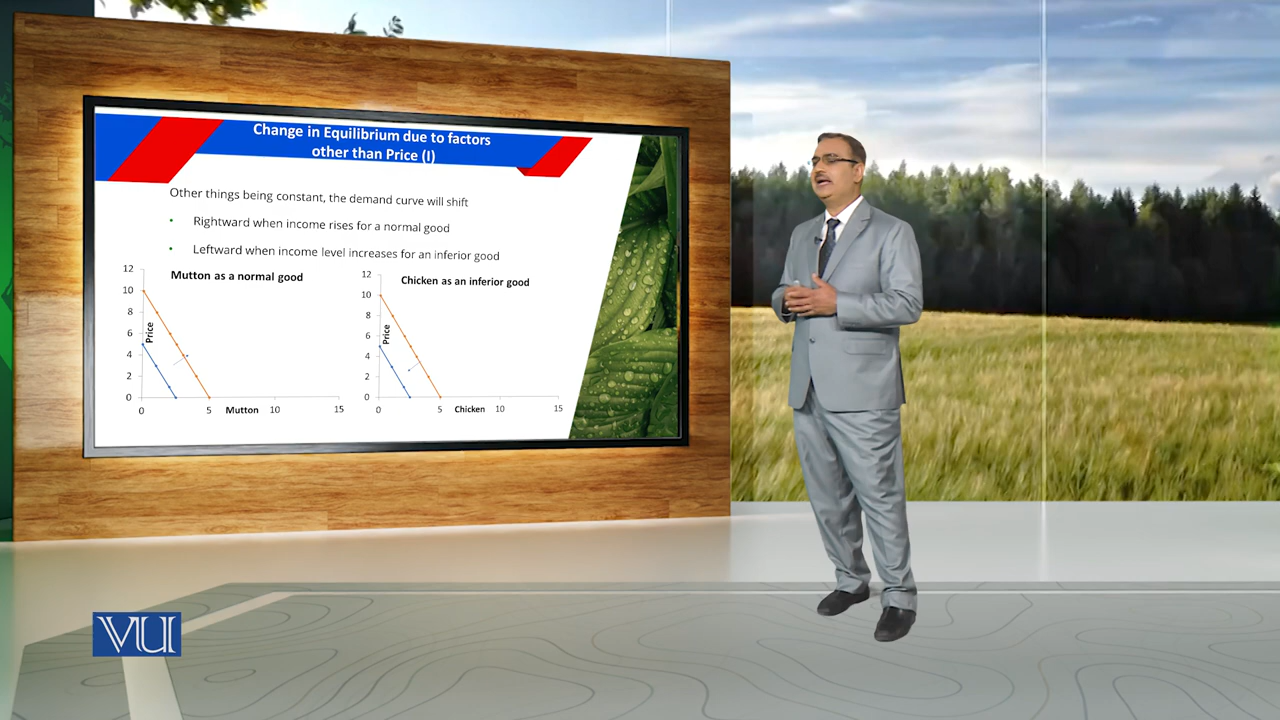 Change in Equilibrium due to factors
other than Price (I)
Other things being constant, the demand curve will shift
• Rightward when income rises for a normal good
• Leftward when income level increases for an inferior good
Mutton as a normal good
12
10
8
6
4
2
0
Price
0 5 10 15
Mutton
Chicken as an inferior good
12
10
8
6
4
2
0
Price
0 5 10 15
Chicken
VU